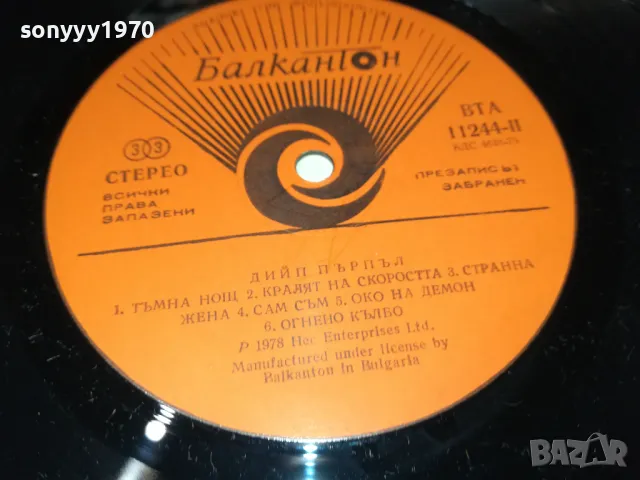 sonyyy1970
Балкантон
ВТА
11244-II
33
СТЕРЕО
ВСИЧКИ
ПРАВА
ЗАПАЗЕНИ
ПРЕЗАПИСЪТ
ЗАБРАНЕН
ДИЙП ПЪРПЪЛ
1. ТЪМНА НОЩ 2. КРАЛЯТ НА СКОРОСТТА 3. СТРАННА
ЖЕНА 4. САМ СЪМ 5. ОКО НА ДЕМОН
6. ОГНЕНО КЪЛБО
P 1978 Hec Enterprises Ltd.
Manufactured under license by
Balkanton in Bulgaria
BAZAR